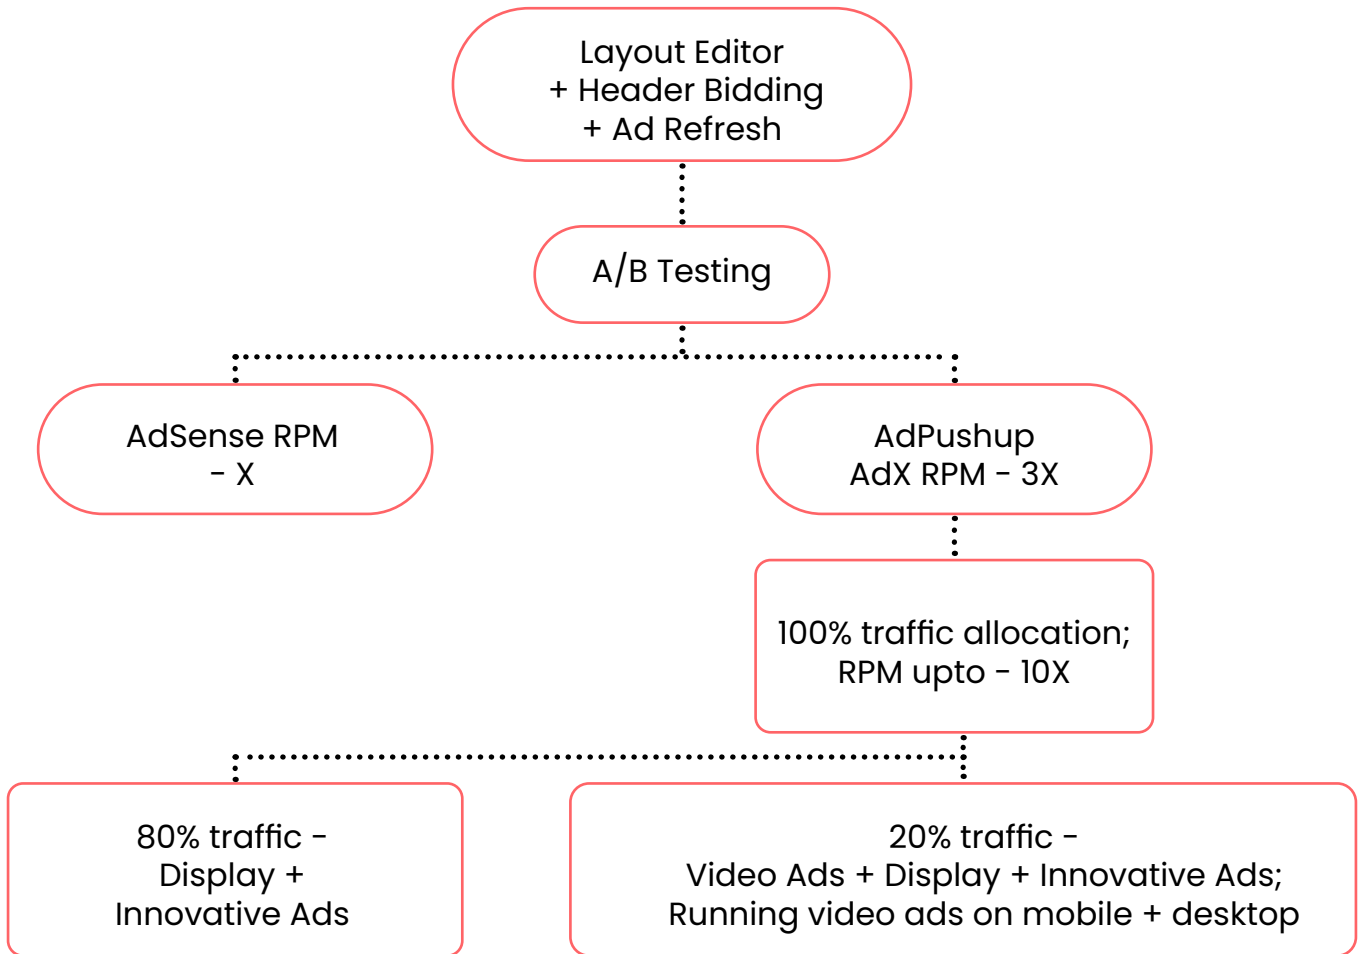 Layout Editor
+ Header Bidding
+ Ad Refresh
A/B Testing
AdSense RPM
- X
AdPushup
AdX RPM - 3X
100% traffic allocation;
RPM upto - 10X
80% traffic -
Display +
Innovative Ads
20% traffic -
Video Ads + Display + Innovative Ads;
Running video ads on mobile + desktop